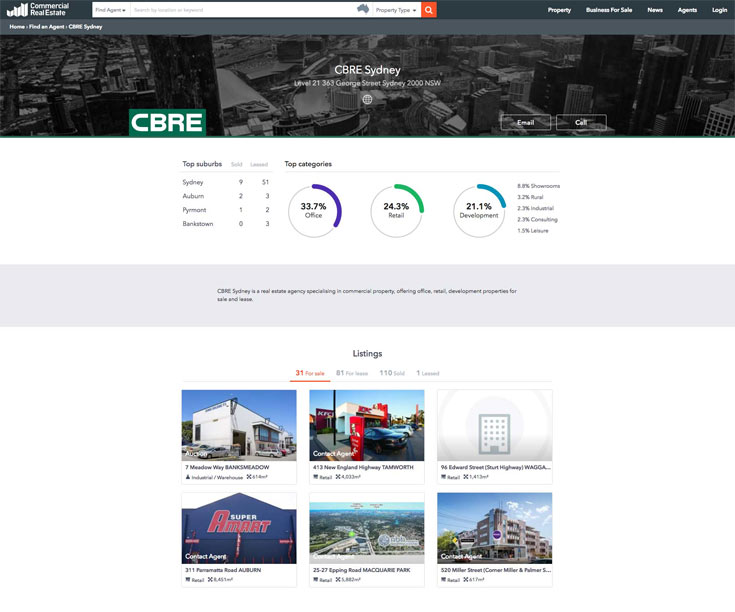 Commercial
Real Estate
Find Agent
Search by location or keyword
Property Type
Property
Business For Sale
News
Agents
Login
Home › Find an Agent › CBRE Sydney
CBRE Sydney
Level 21 363 George Street Sydney 2000 NSW
CBRE
Email
Call
Top suburbs Sold Leased
Sydney 9 51
Auburn 2 3
Pyrmont 1 2
Bankstown 0 3
Top categories
33.7%
Office
24.3%
Retail
21.1%
Development
8.8% Showrooms
3.2% Rural
2.3% Industrial
2.3% Consulting
1.5% Leisure
CBRE Sydney is a real estate agency specialising in commercial property, offering office, retail, development properties for
sale and lease.
Listings
31 For sale 81 For lease 110 Sold 1 Leased
Auction
7 Meadow Way BANKSMEADOW
Industrial / Warehouse 614m²
KFC
Contact Agent
413 New England Highway TAMWORTH
Retail 4,033m²
96 Edward Street (Sturt Highway) WAGGA...
Retail 1,413m²
SUPER
AMART
Contact Agent
311 Parramatta Road AUBURN
Retail 8,451m²
Contact Agent
25-27 Epping Road MACQUARIE PARK
Retail 5,882m²
Contact Agent
520 Miller Street (Corner Miller & Palmer S...
Retail 617m²